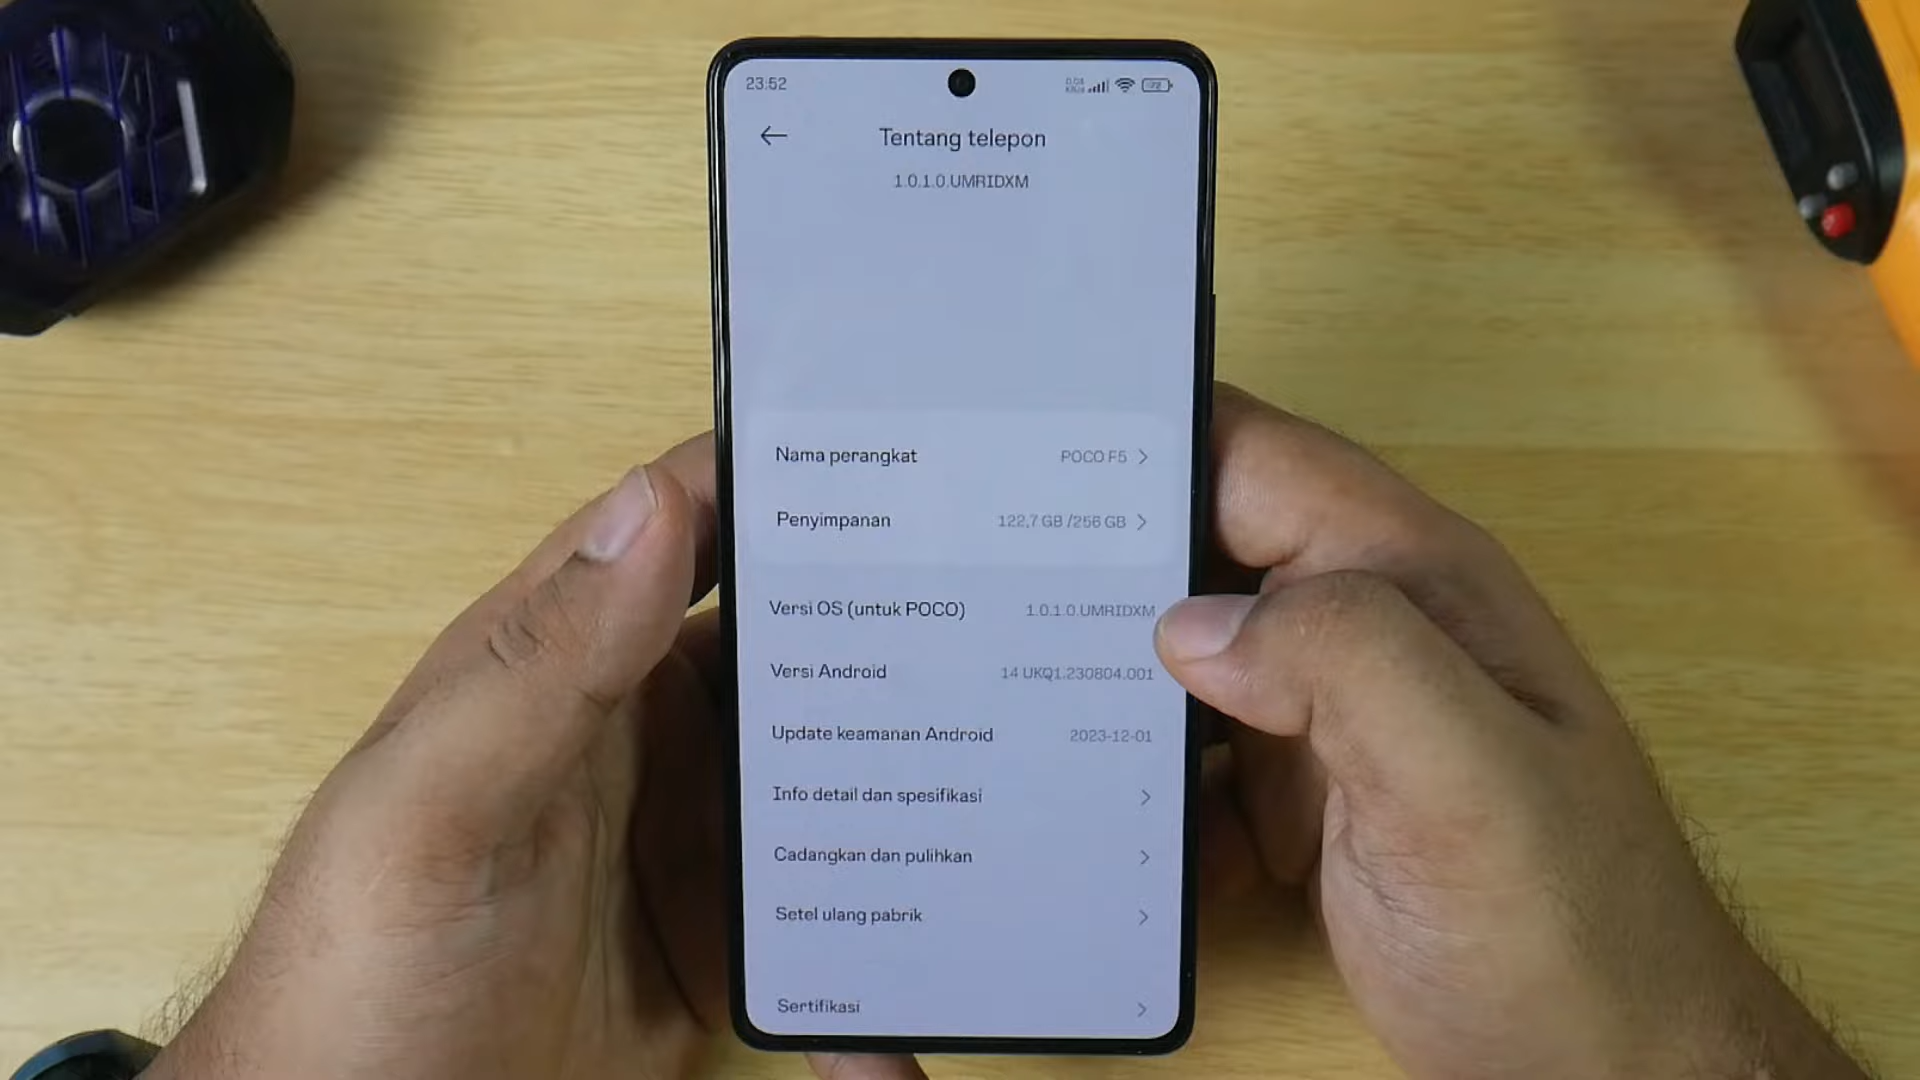 23:52
72
Tentang telepon
1.0.1.0.UMRIDXM
Nama perangkat POCO F5
Penyimpanan 122,7 GB /256 GB
Versi OS (untuk POCO) 1.0.1.0.UMRIDXM
Versi Android 14 UKQ1.230804.001
Update keamanan Android 2023-12-01
Info detail dan spesifikasi
Cadangkan dan pulihkan
Setel ulang pabrik
Sertifikasi